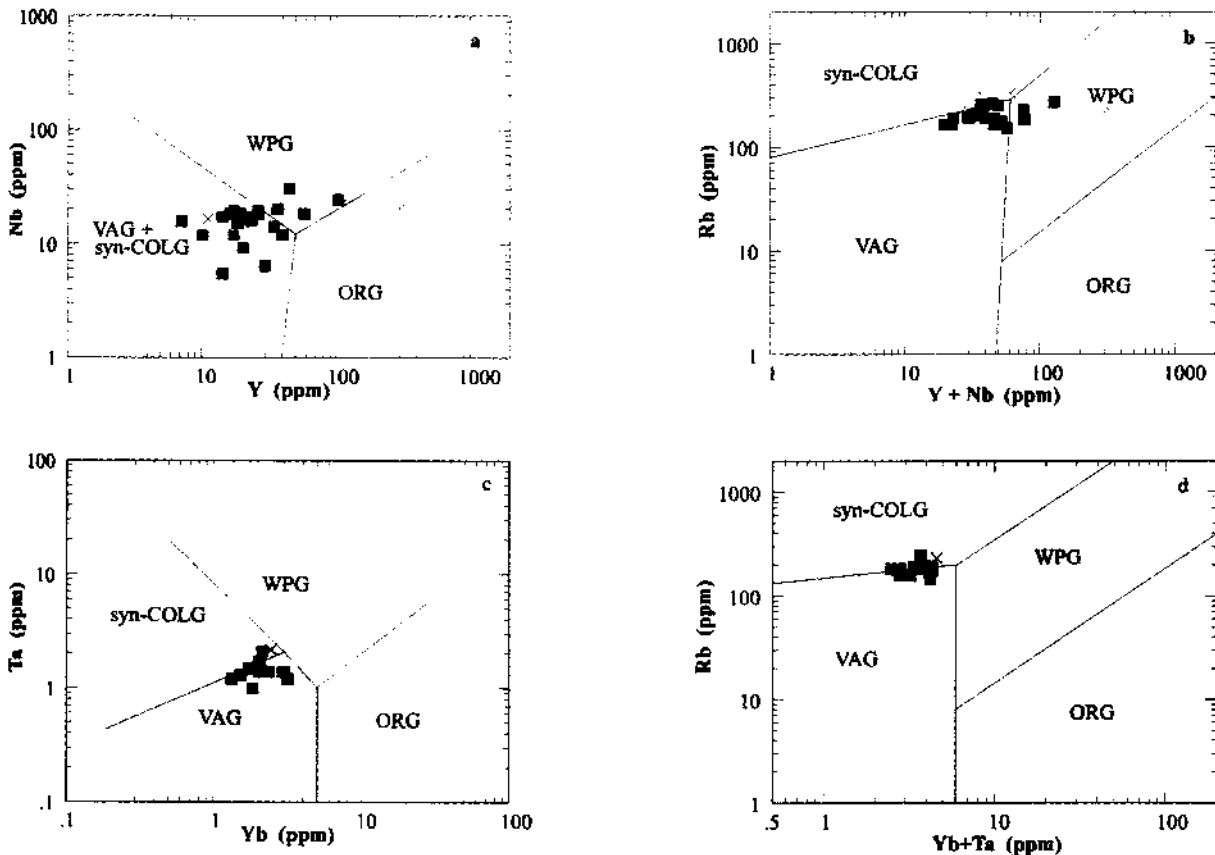 1000
100
10
1
Nb (ppm)
a
WPG
VAG +
syn-COLG
ORG
1
10
100
1000
Y (ppm)
1000
100
10
1
Rb (ppm)
b
syn-COLG
WPG
VAG
ORG
1
10
100
1000
Y + Nb (ppm)
100
10
1
.1
Ta (ppm)
c
WPG
syn-COLG
VAG
ORG
.1
1
10
100
Yb (ppm)
1000
100
10
1
Rb (ppm)
d
syn-COLG
WPG
VAG
ORG
.5
1
10
100
Yb+Ta (ppm)